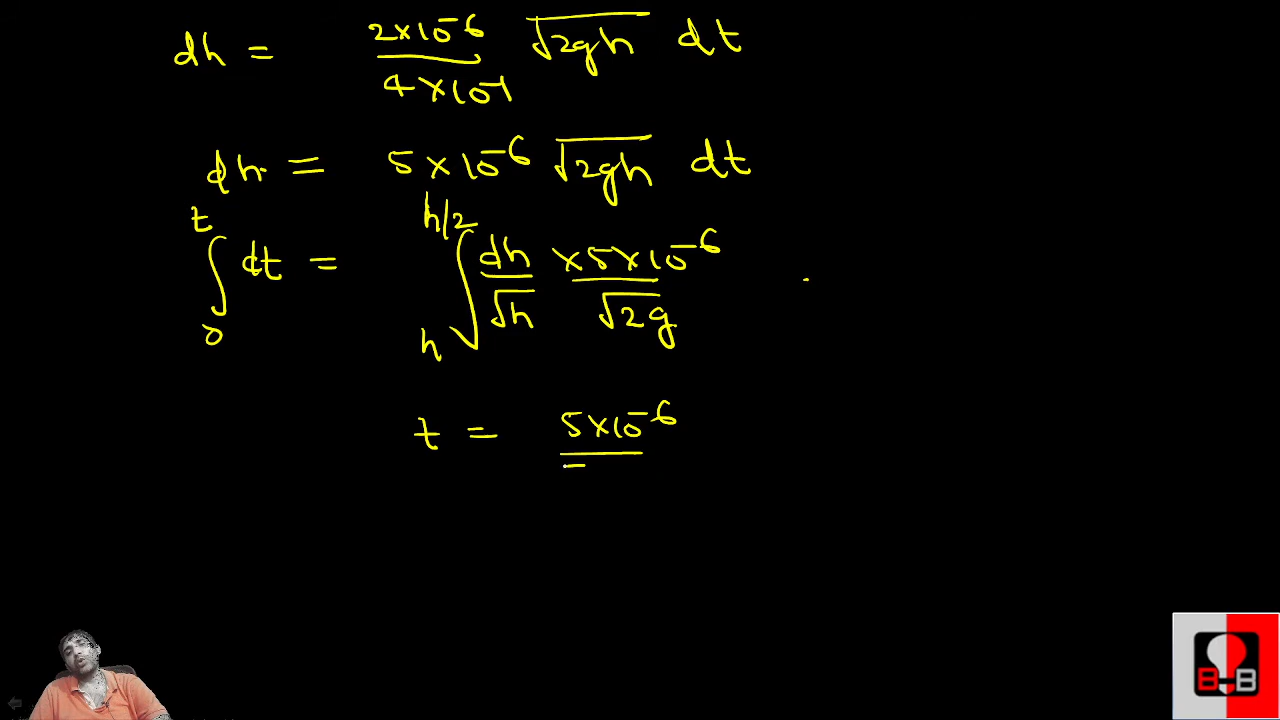 dh = 2×10⁻⁶ / 4×10⁻¹ √2gh dt
dh = 5×10⁻⁶ √2gh dt
∫₀ᵗ dt = ∫ₕ^(h/2) dh/√h × 5×10⁻⁶/√2g
t = 5×10⁻⁶
B B